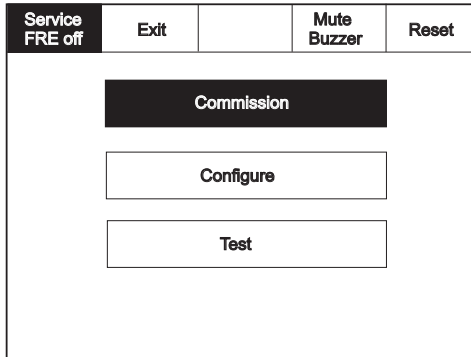 Service
FRE off
Exit
Mute
Buzzer
Reset
Commission
Configure
Test